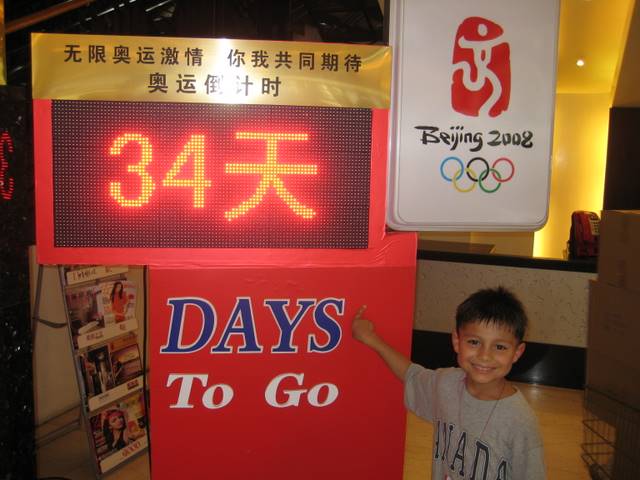 无限奥运激情 你我共同期待
奥运倒计时
34天
DAYS
To Go
Beijing 2008